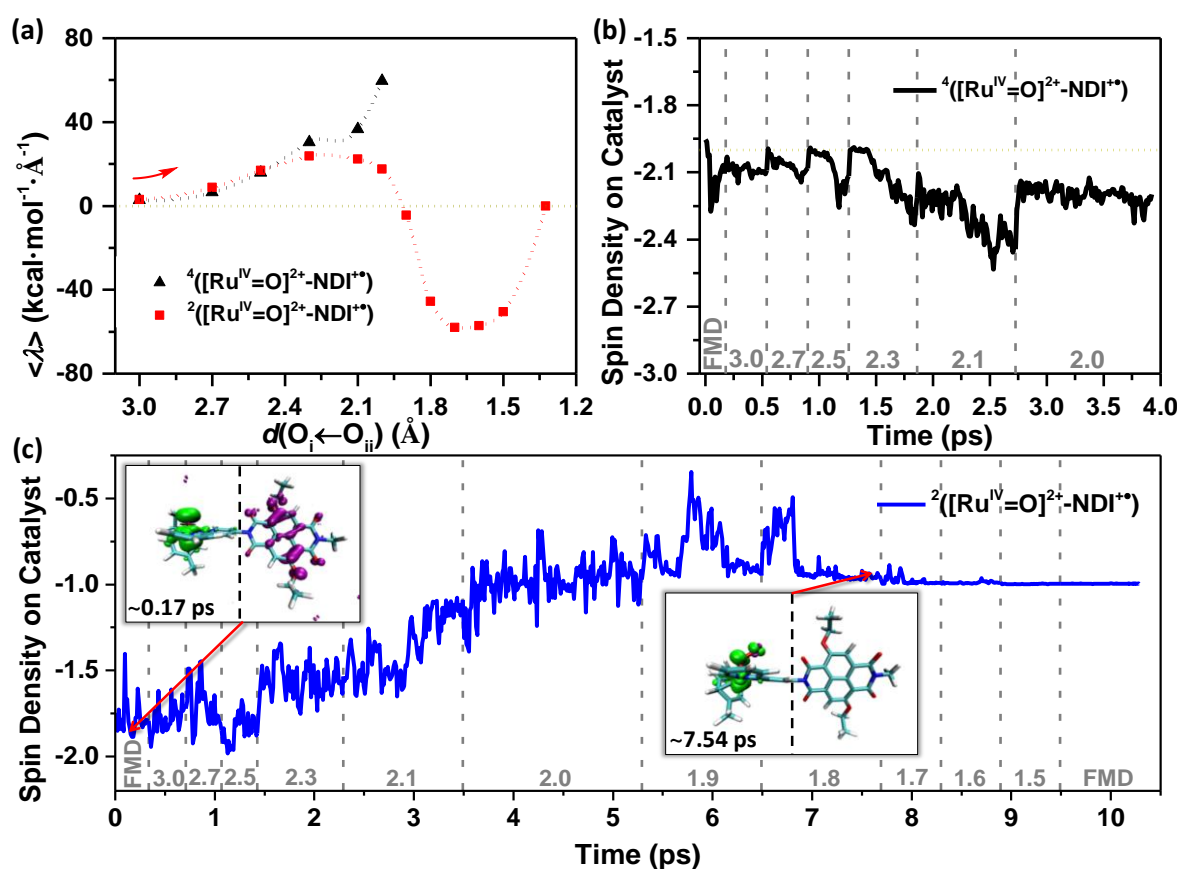 (a)
80
40
0
-40
-80
<λ> (kcal·mol⁻¹·Å⁻¹)
⁴([Ruᴵⱽ=O]²⁺-NDI⁺•)
²([Ruᴵⱽ=O]²⁺-NDI⁺•)
3.0 2.7 2.4 2.1 1.8 1.5 1.2
d(Oᵢ←Oᵢᵢ) (Å)
(b)
-1.5
-1.8
-2.1
-2.4
-2.7
-3.0
Spin Density on Catalyst
⁴([Ruᴵⱽ=O]²⁺-NDI⁺•)
FMD 3.0 2.7 2.5 2.3 2.1 2.0
0.0 0.5 1.0 1.5 2.0 2.5 3.0 3.5 4.0
Time (ps)
(c)
-0.5
-1.0
-1.5
-2.0
Spin Density on Catalyst
~0.17 ps
²([Ruᴵⱽ=O]²⁺-NDI⁺•)
~7.54 ps
FMD 3.0 2.7 2.5 2.3 2.1 2.0 1.9 1.8 1.7 1.6 1.5 FMD
0 1 2 3 4 5 6 7 8 9 10
Time (ps)